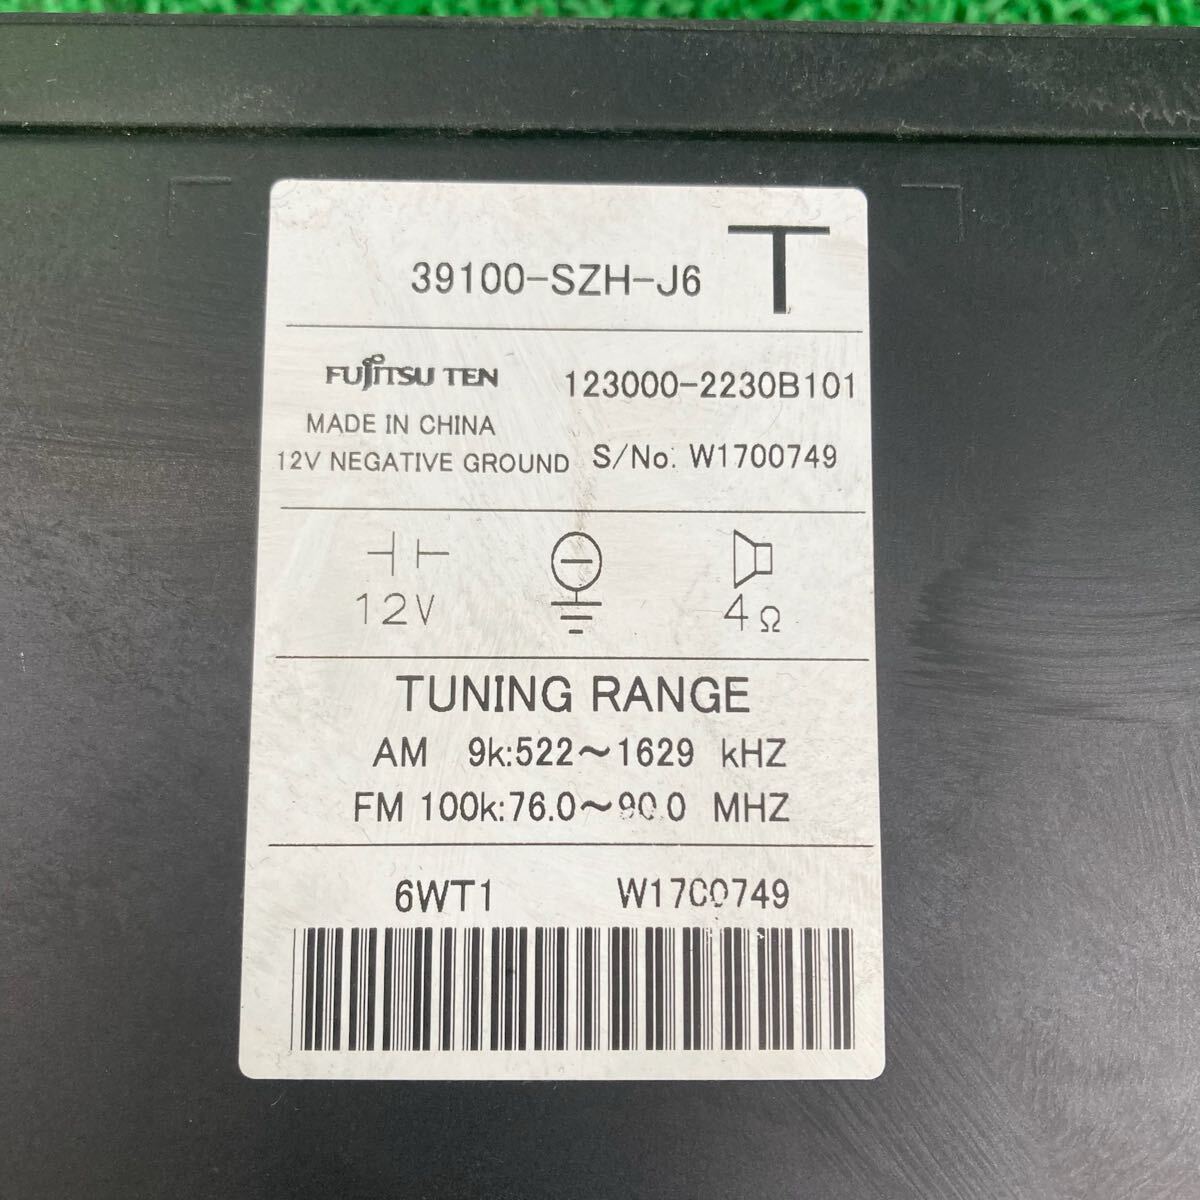 39100-SZH-J6 T
FUJITSU TEN 123000-2230B101
MADE IN CHINA
12V NEGATIVE GROUND S/No. W1700749
12V 4Ω
TUNING RANGE
AM 9k:522～1629 kHZ
FM 100k:76.0～90.0 MHZ
6WT1 W1700749